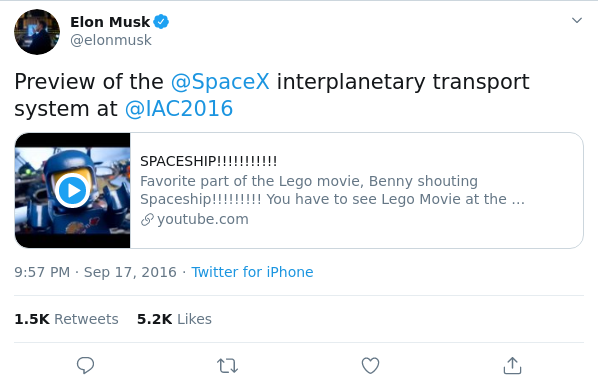 Elon Musk
@elonmusk
Preview of the @SpaceX interplanetary transport
system at @IAC2016
SPACESHIP!!!!!!!!!!!
Favorite part of the Lego movie, Benny shouting
Spaceship!!!!!!!!! You have to see Lego Movie at the ...
youtube.com
9:57 PM · Sep 17, 2016 · Twitter for iPhone
1.5K Retweets 5.2K Likes